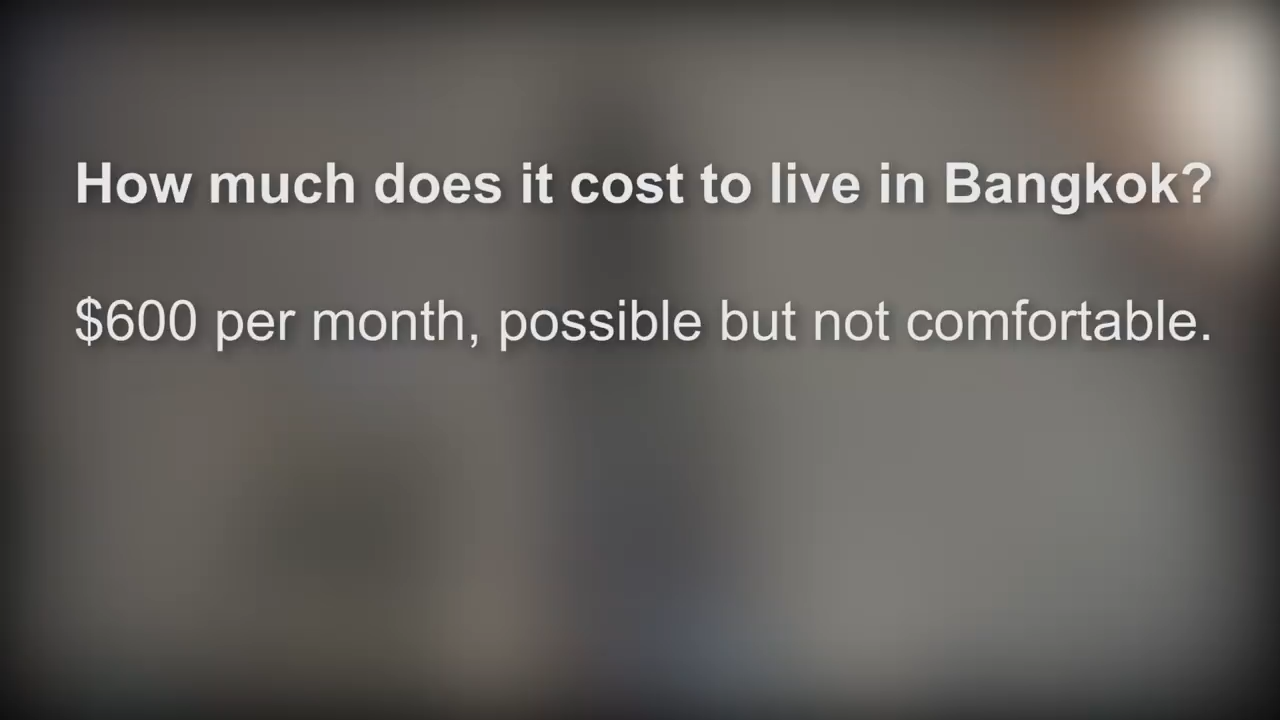 How much does it cost to live in Bangkok?
$600 per month, possible but not comfortable.